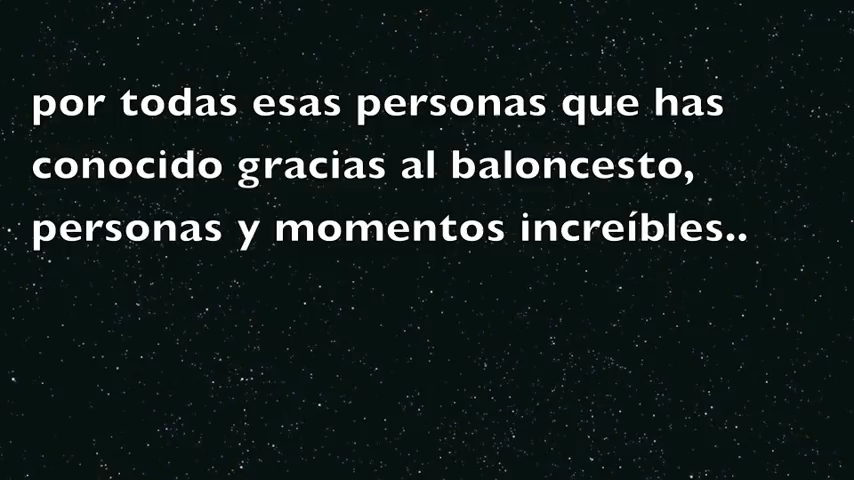 por todas esas personas que has
conocido gracias al baloncesto,
personas y momentos increíbles..